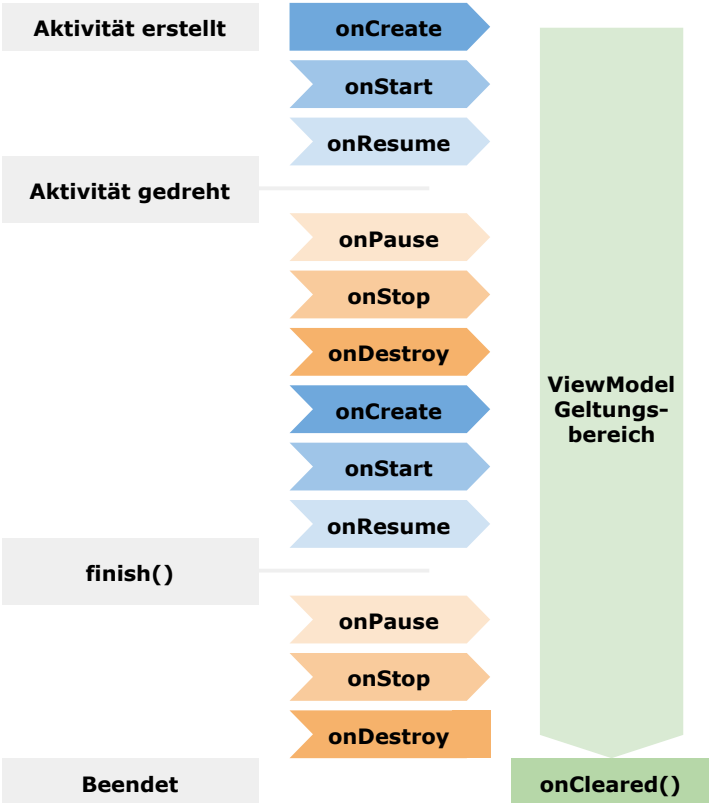 Aktivität erstellt
onCreate
onStart
onResume
Aktivität gedreht
onPause
onStop
onDestroy
onCreate
onStart
onResume
finish()
onPause
onStop
onDestroy
Beendet
ViewModel
Geltungs-
bereich
onCleared()